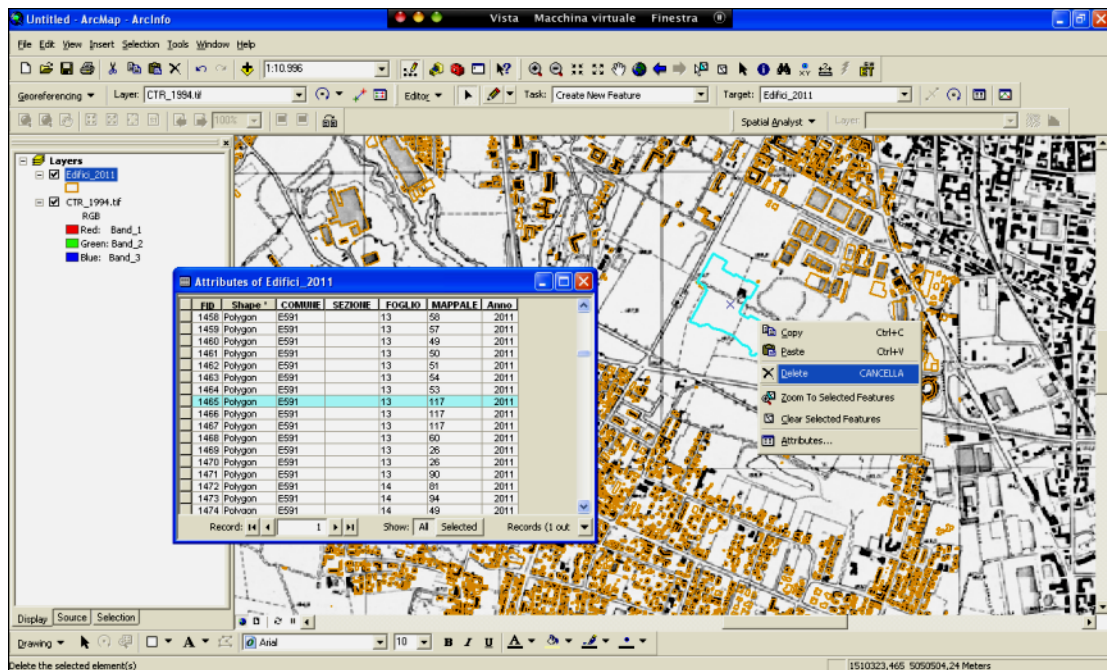 Untitled - ArcMap - ArcInfo
Vista Macchina virtuale Finestra
File Edit View Insert Selection Tools Window Help
1:10.996
Georeferencing Layer: CTR_1994.tif Editor Task: Create New Feature Target: Edifici_2011
100% Spatial Analyst Layer:
Layers
Edifici_2011
CTR_1994.tif
RGB
Red: Band_1
Green: Band_2
Blue: Band_3
Attributes of Edifici_2011
FID Shape * COMUNE SEZIONE FOGLIO MAPPALE Anno
1458 Polygon E591 13 58 2011
1459 Polygon E591 13 57 2011
1460 Polygon E591 13 49 2011
1461 Polygon E591 13 50 2011
1462 Polygon E591 13 51 2011
1463 Polygon E591 13 54 2011
1464 Polygon E591 13 53 2011
1465 Polygon E591 13 117 2011
1466 Polygon E591 13 117 2011
1467 Polygon E591 13 117 2011
1468 Polygon E591 13 60 2011
1469 Polygon E591 13 26 2011
1470 Polygon E591 13 26 2011
1471 Polygon E591 13 90 2011
1472 Polygon E591 14 81 2011
1473 Polygon E591 14 94 2011
1474 Polygon E591 14 49 2011
Record: 1 Show: All Selected Records (1 out
Copy Ctrl+C
Paste Ctrl+V
Delete CANCELLA
Zoom To Selected Features
Clear Selected Features
Attributes...
Display Source Selection
Drawing A Arial 10 B I U A
Delete the selected element(s)
1510323,465 5050504,24 Meters